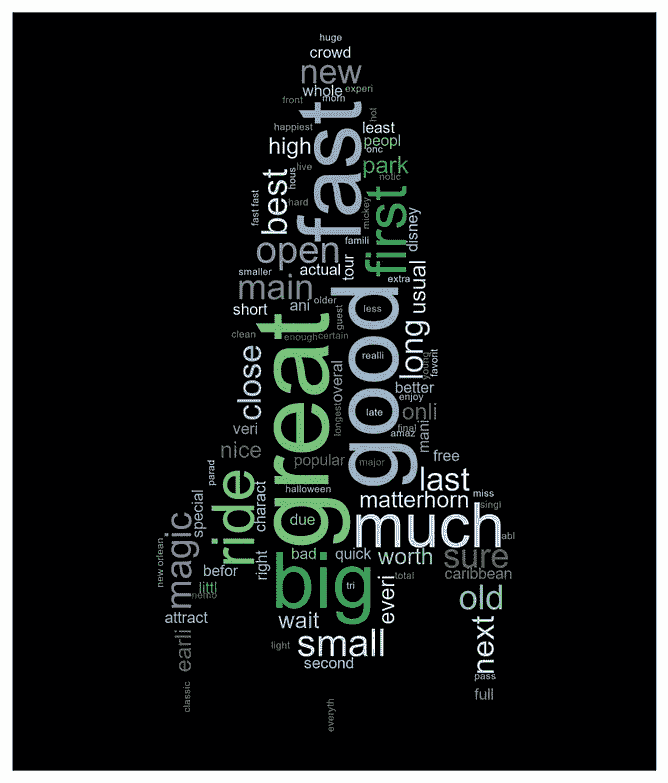 huge
crowd
new
whole
experi
front
mom
hot
fast
happiest
least
high
peopl
onc
live
park
best
hous
notic
hard
first
mickey
fast fast
disney
famili
open
tour
actual
smaller
extra
usual
main
ani
older
short
good
less
guest
great
clean
enough
certain
long
realli
young
favorit
close
overal
better
enjoy
longest
late
onli
veri
final
amaz
mani
nice
popular
major
free
parad
ride
last
halloween
charact
special
matterhorn
miss
singl
due
much
magic
abl
new orlean
right
bad
quick
worth
sure
befor
big
tri
total
caribbean
littl
nemo
everi
old
attract
wait
earli
light
small
next
second
pass
classic
full
everyth